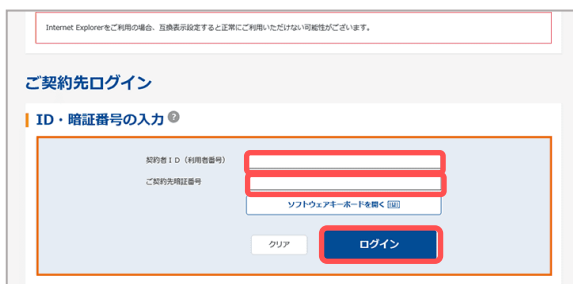 Internet Explorerをご利用の場合、互換表示設定すると正常にご利用いただけない可能性がございます。
ご契約先ログイン
ID・暗証番号の入力 ?
契約者ＩＤ（利用者番号）
ご契約先暗証番号
ソフトウェアキーボードを開く
クリア
ログイン